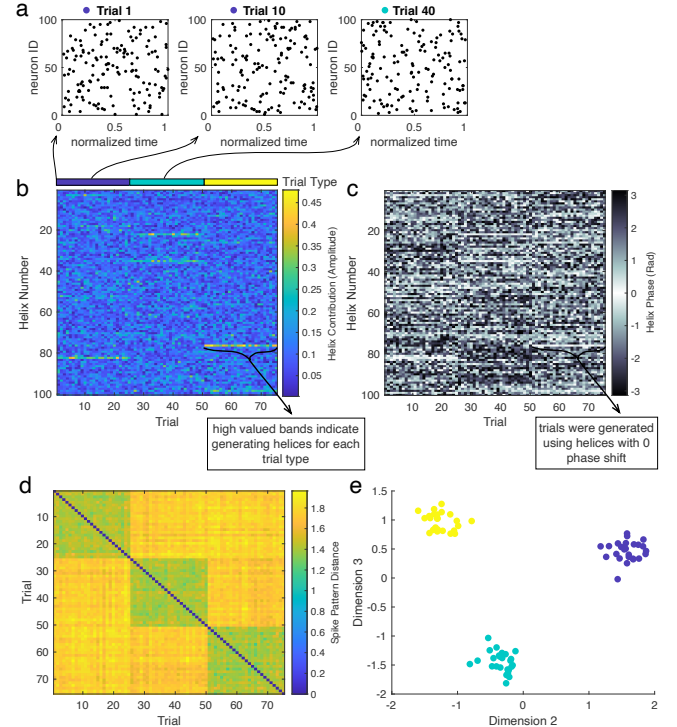 a
Trial 1
Trial 10
Trial 40
100
50
0
neuron ID
0 0.5 1
normalized time
100
50
0
neuron ID
0 0.5 1
normalized time
100
50
0
neuron ID
0 0.5 1
normalized time
Trial Type
b
20
40
60
80
100
Helix Number
10 20 30 40 50 60 70
Trial
0.45
0.4
0.35
0.3
0.25
0.2
0.15
0.1
0.05
Helix Contribution (Amplitude)
high valued bands indicate
generating helices for each
trial type
c
20
40
60
80
100
Helix Number
10 20 30 40 50 60 70
Trial
3
2
1
0
-1
-2
-3
Helix Phase (Rad)
trials were generated
using helices with 0
phase shift
d
10
20
30
40
50
60
70
Trial
10 20 30 40 50 60 70
Trial
1.8
1.6
1.4
1.2
1
0.8
0.6
0.4
0.2
0
Spike Pattern Distance
e
1.5
1
0.5
0
-0.5
-1
-1.5
-2
Dimension 3
-2 -1 0 1 2
Dimension 2